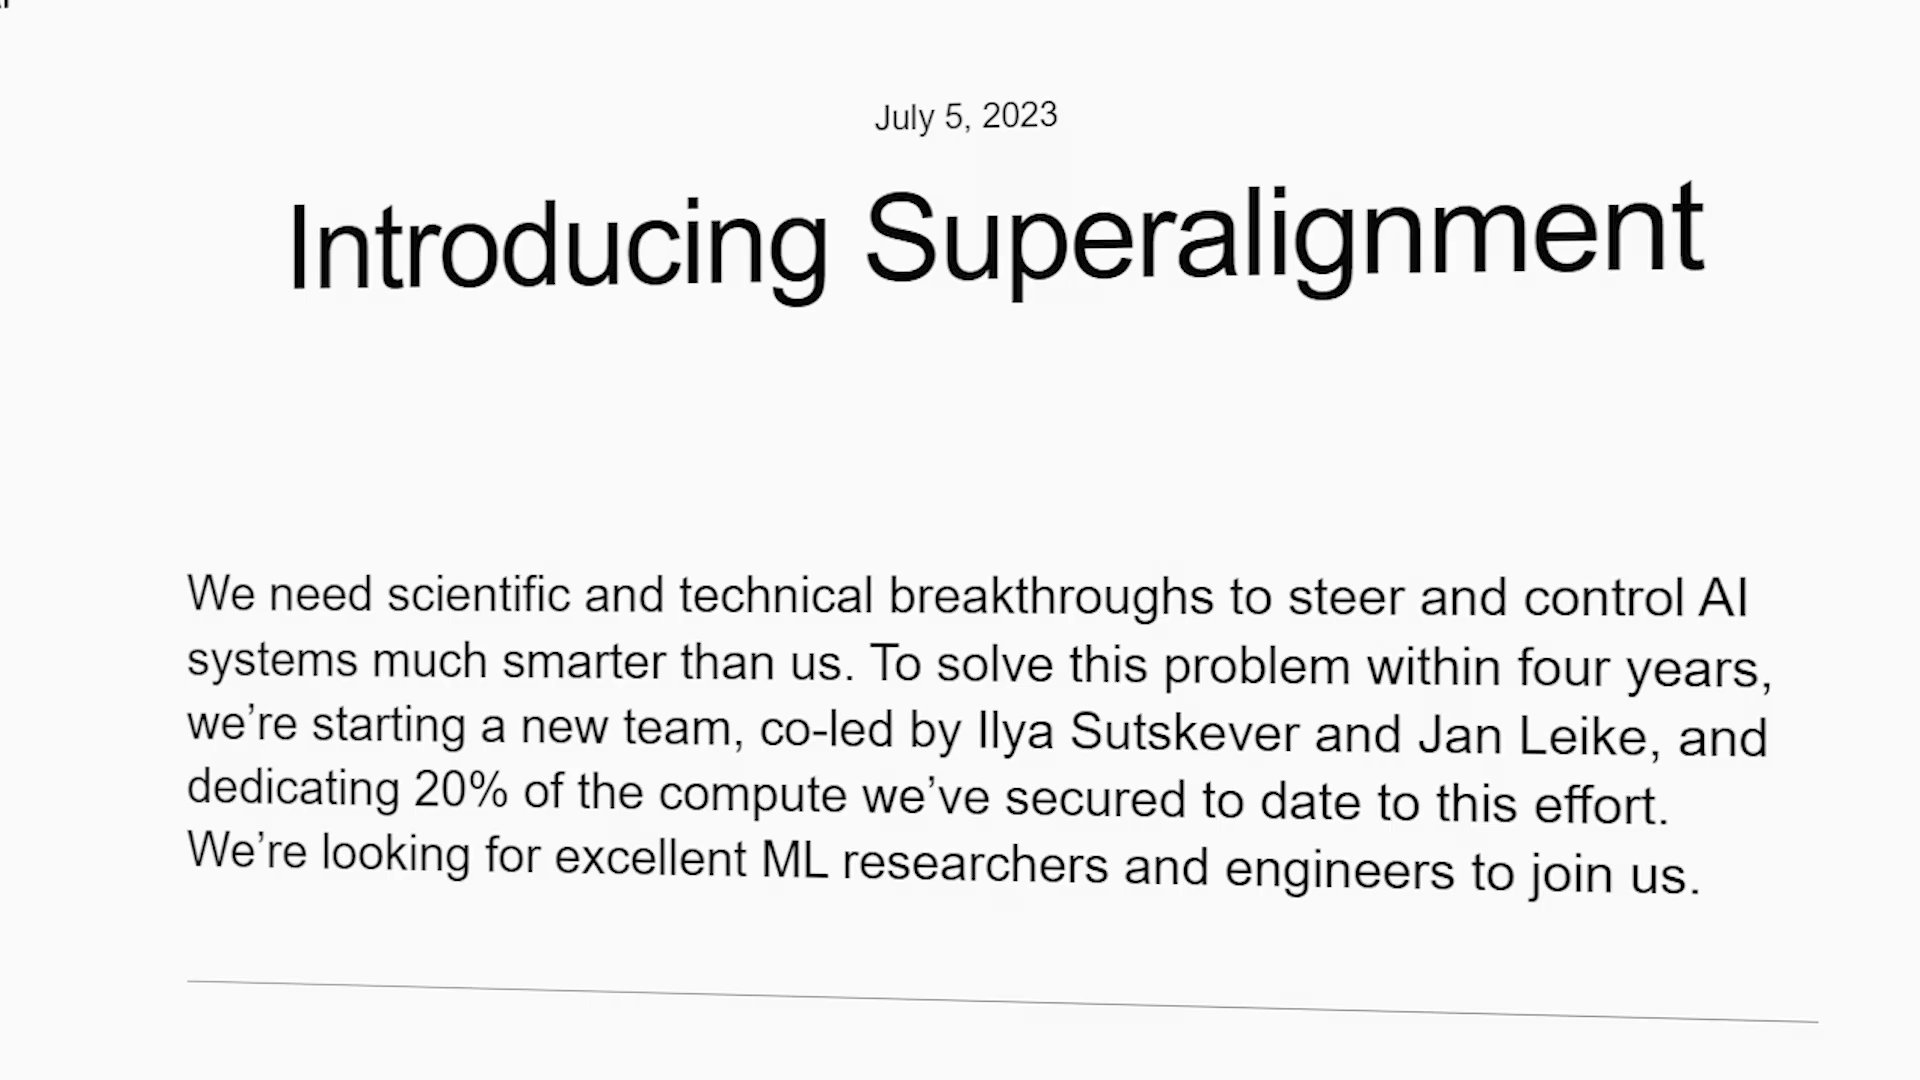 July 5, 2023
Introducing Superalignment
We need scientific and technical breakthroughs to steer and control AI
systems much smarter than us. To solve this problem within four years,
we’re starting a new team, co-led by Ilya Sutskever and Jan Leike, and
dedicating 20% of the compute we’ve secured to date to this effort.
We’re looking for excellent ML researchers and engineers to join us.